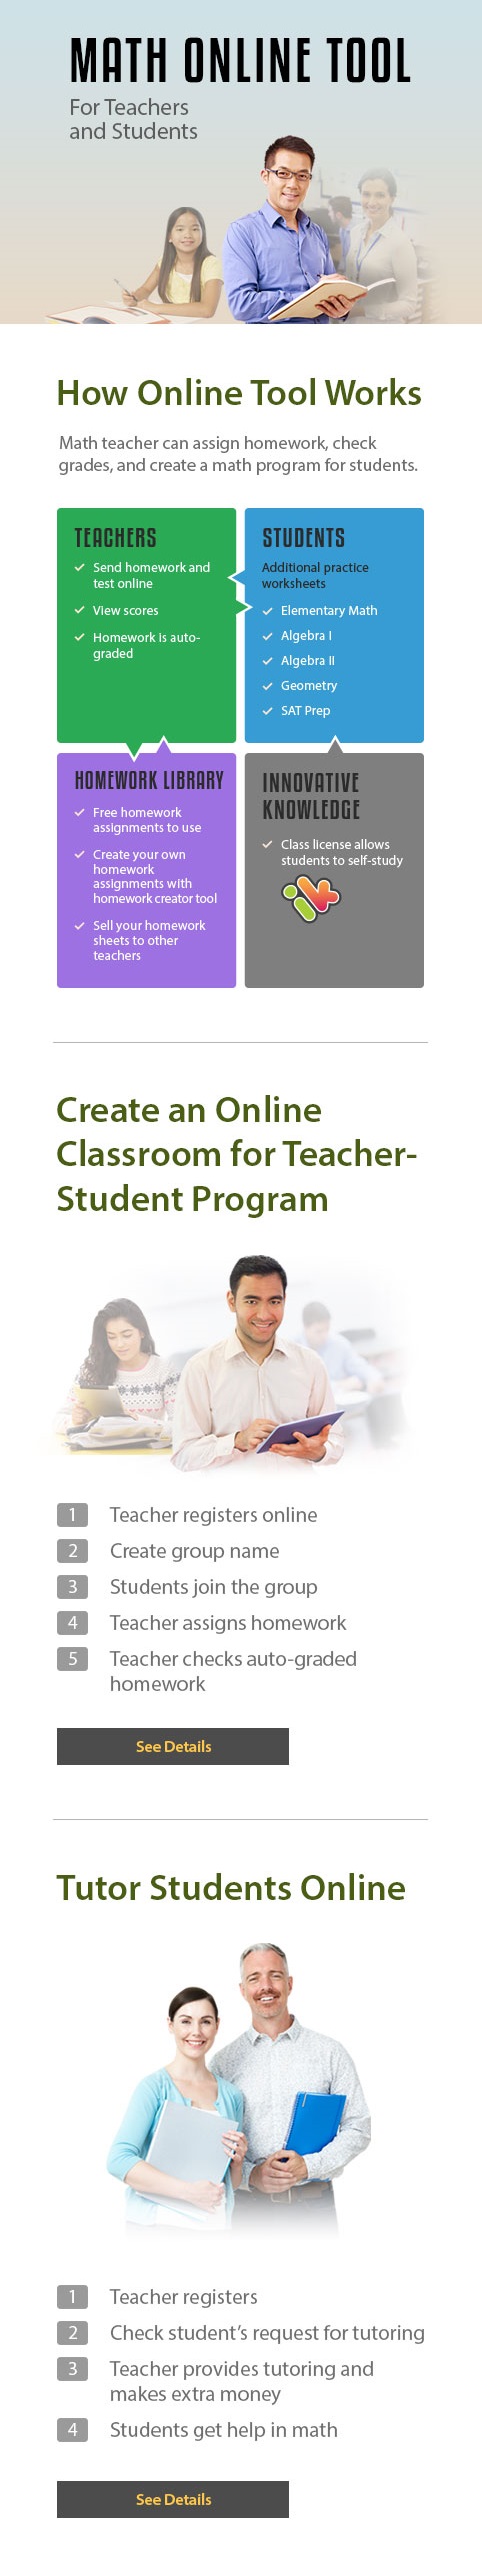 MATH ONLINE TOOL
For Teachers
and Students
How Online Tool Works
Math teacher can assign homework, check
grades, and create a math program for students.
TEACHERS
Send homework and
test online
View scores
Homework is auto-
graded
STUDENTS
Additional practice
worksheets
Elementary Math
Algebra I
Algebra II
Geometry
SAT Prep
HOMEWORK LIBRARY
Free homework
assignments to use
Create your own
homework
assignments with
homework creator tool
Sell your homework
sheets to other
teachers
INNOVATIVE
KNOWLEDGE
Class license allows
students to self-study
Create an Online
Classroom for Teacher-
Student Program
1 Teacher registers online
2 Create group name
3 Students join the group
4 Teacher assigns homework
5 Teacher checks auto-graded
homework
See Details
Tutor Students Online
1 Teacher registers
2 Check student’s request for tutoring
3 Teacher provides tutoring and
makes extra money
4 Students get help in math
See Details